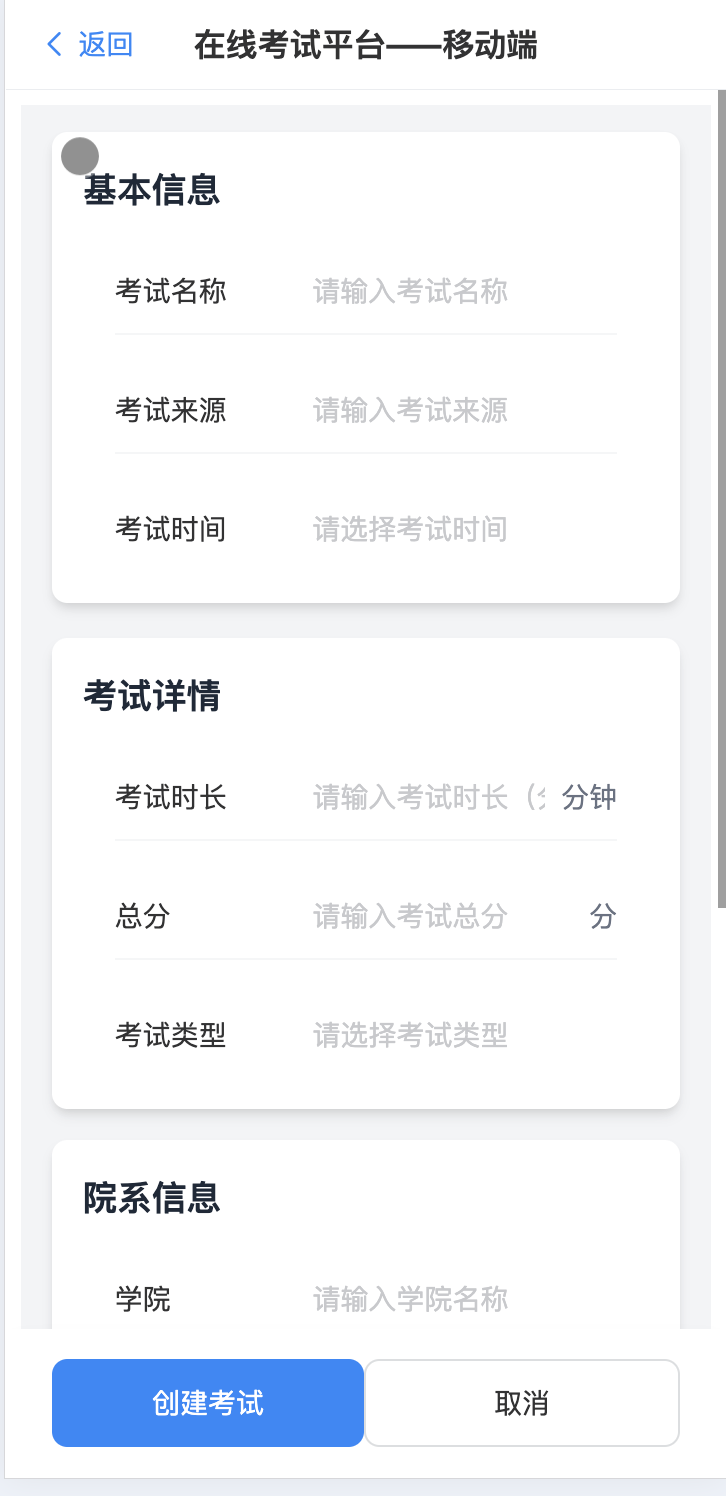 返回 在线考试平台——移动端
基本信息
考试名称 请输入考试名称
考试来源 请输入考试来源
考试时间 请选择考试时间
考试详情
考试时长 请输入考试时长（ 分钟
总分 请输入考试总分 分
考试类型 请选择考试类型
院系信息
学院 请输入学院名称
创建考试 取消